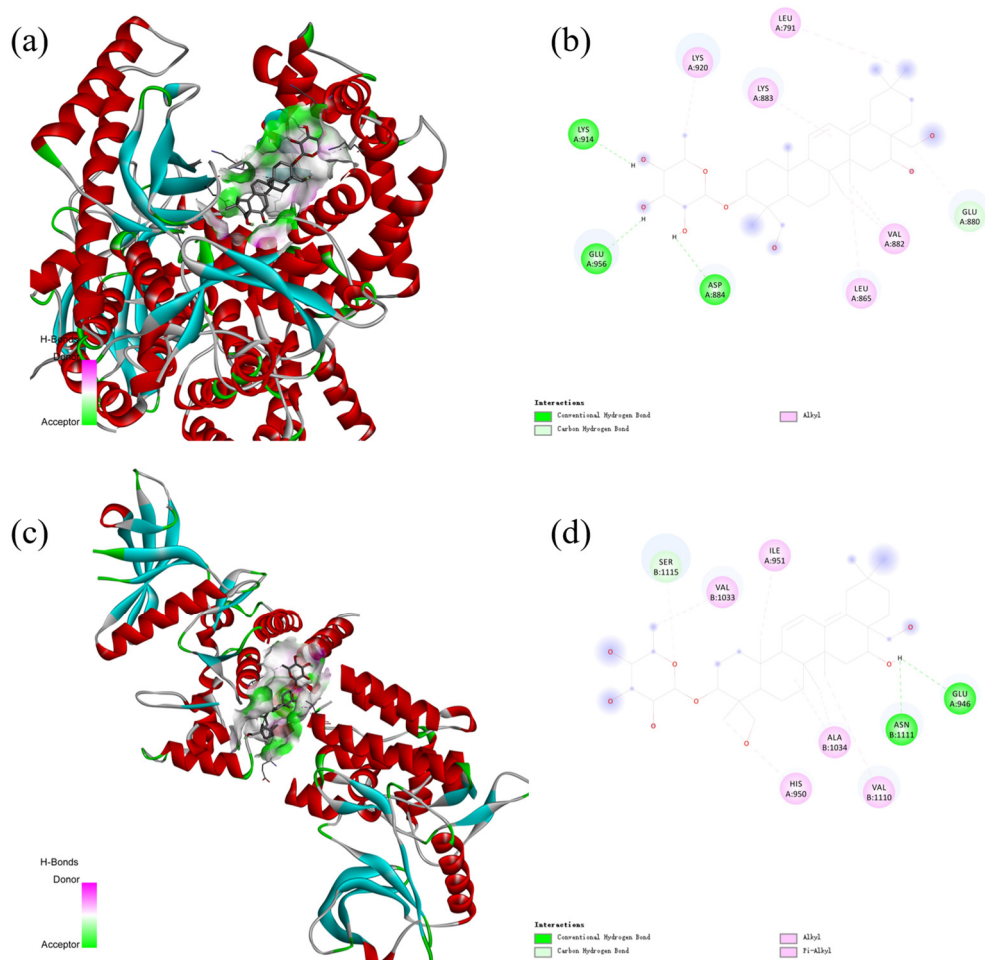 (a)
H-Bonds
Donor
Acceptor
(b)
LEU
A:791
LYS
A:920
LYS
A:883
LYS
A:914
H
O
O
H
O
H
O
O
O
O
O
GLU
A:880
VAL
A:882
LEU
A:865
GLU
A:956
ASP
A:884
Interactions
Conventional Hydrogen Bond
Carbon Hydrogen Bond
Alkyl
(c)
H-Bonds
Donor
Acceptor
(d)
ILE
A:951
SER
B:1115
VAL
B:1033
O
O
O
O
O
O
O
O
H
GLU
A:946
ASN
B:1111
ALA
B:1034
HIS
A:950
VAL
B:1110
Interactions
Conventional Hydrogen Bond
Carbon Hydrogen Bond
Alkyl
Pi-Alkyl